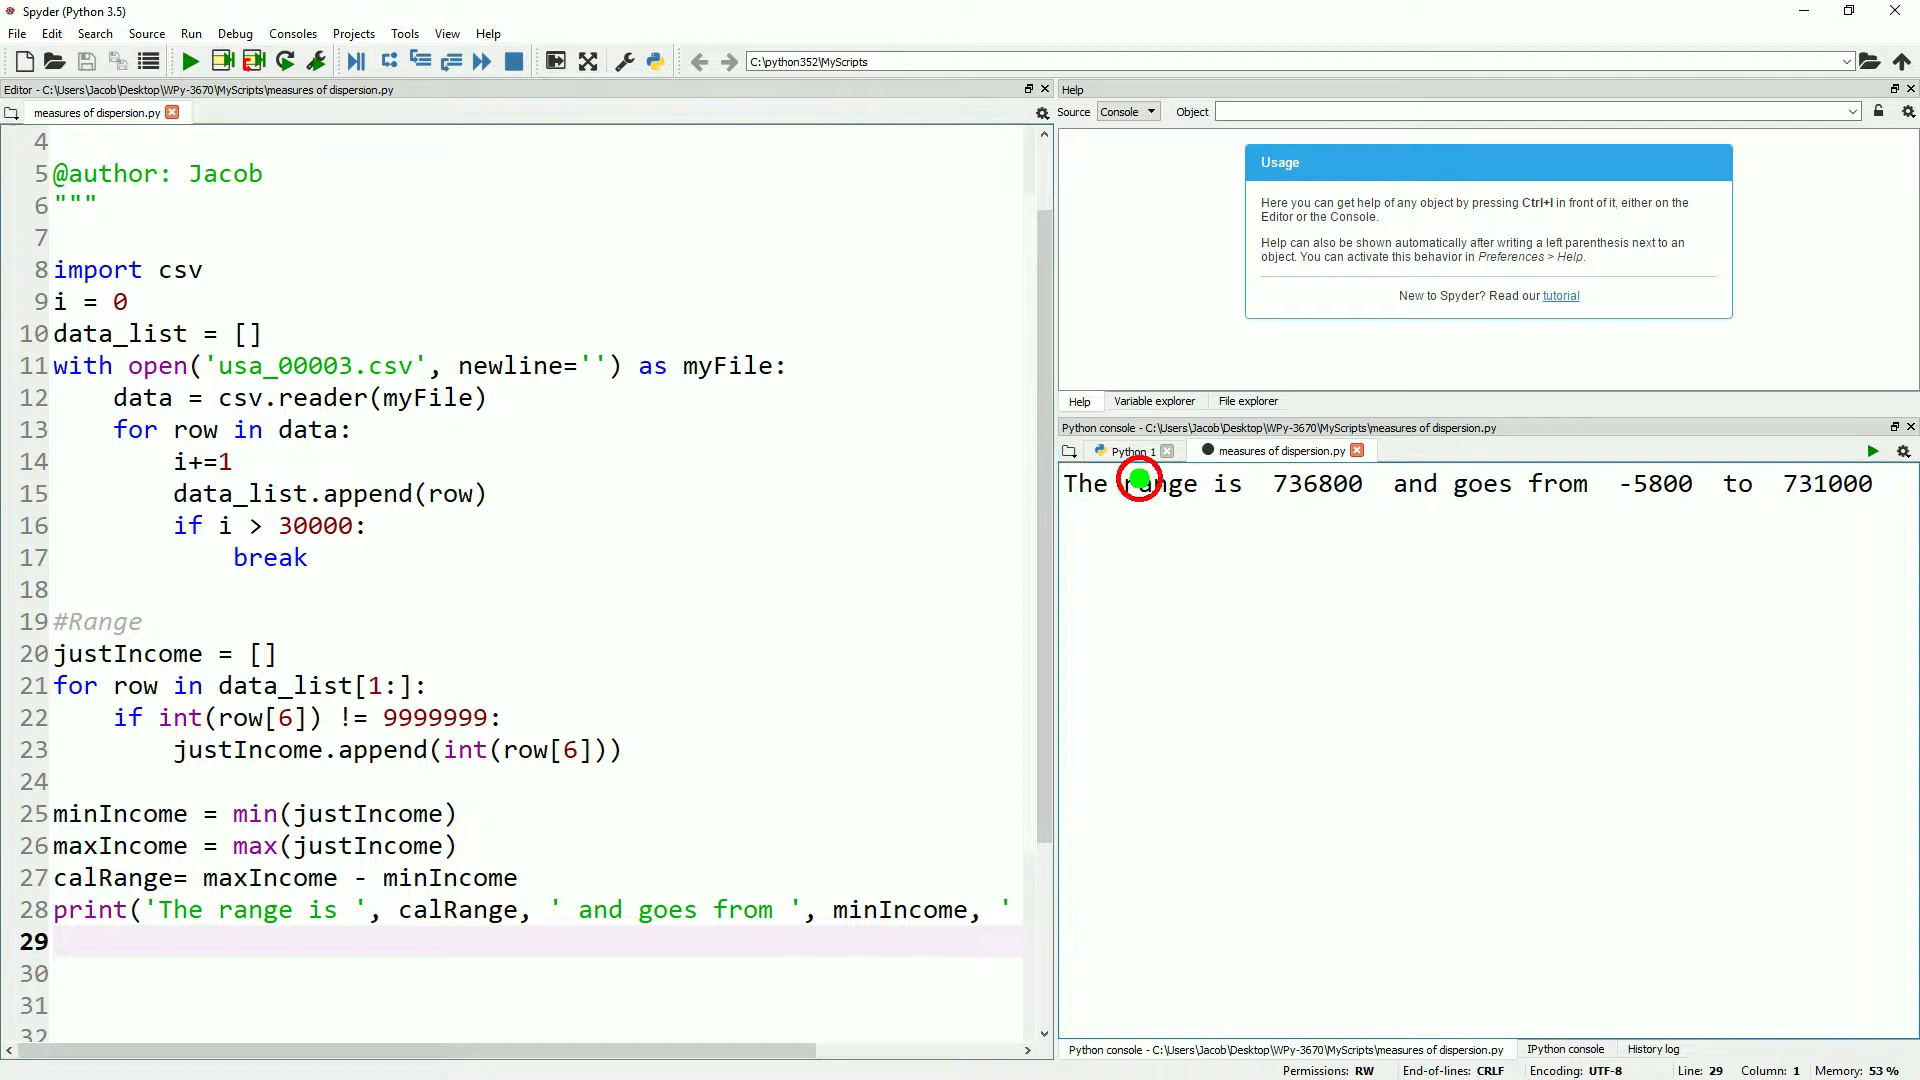 Spyder (Python 3.5)
File Edit Search Source Run Debug Consoles Projects Tools View Help
C:\python352\MyScripts
Editor - C:\Users\Jacob\Desktop\WPy-3670\MyScripts\measures of dispersion.py
measures of dispersion.py
4
5 @author: Jacob
6 """
7
8 import csv
9 i = 0
10 data_list = []
11 with open('usa_00003.csv', newline='') as myFile:
12     data = csv.reader(myFile)
13     for row in data:
14         i+=1
15         data_list.append(row)
16         if i > 30000:
17             break
18
19 #Range
20 justIncome = []
21 for row in data_list[1:]:
22     if int(row[6]) != 9999999:
23         justIncome.append(int(row[6]))
24
25 minIncome = min(justIncome)
26 maxIncome = max(justIncome)
27 calRange= maxIncome - minIncome
28 print('The range is ', calRange, ' and goes from ', minIncome, '
29
30
31
32
Help
Source Console Object
Usage
Here you can get help of any object by pressing Ctrl+I in front of it, either on the
Editor or the Console.
Help can also be shown automatically after writing a left parenthesis next to an
object. You can activate this behavior in Preferences > Help.
New to Spyder? Read our tutorial
Help Variable explorer File explorer
Python console - C:\Users\Jacob\Desktop\WPy-3670\MyScripts\measures of dispersion.py
Python 1 measures of dispersion.py
The range is  736800  and goes from  -5800  to  731000
Python console - C:\Users\Jacob\Desktop\WPy-3670\MyScripts\measures of dispersion.py IPython console History log
Permissions: RW End-of-lines: CRLF Encoding: UTF-8 Line: 29 Column: 1 Memory: 53 %